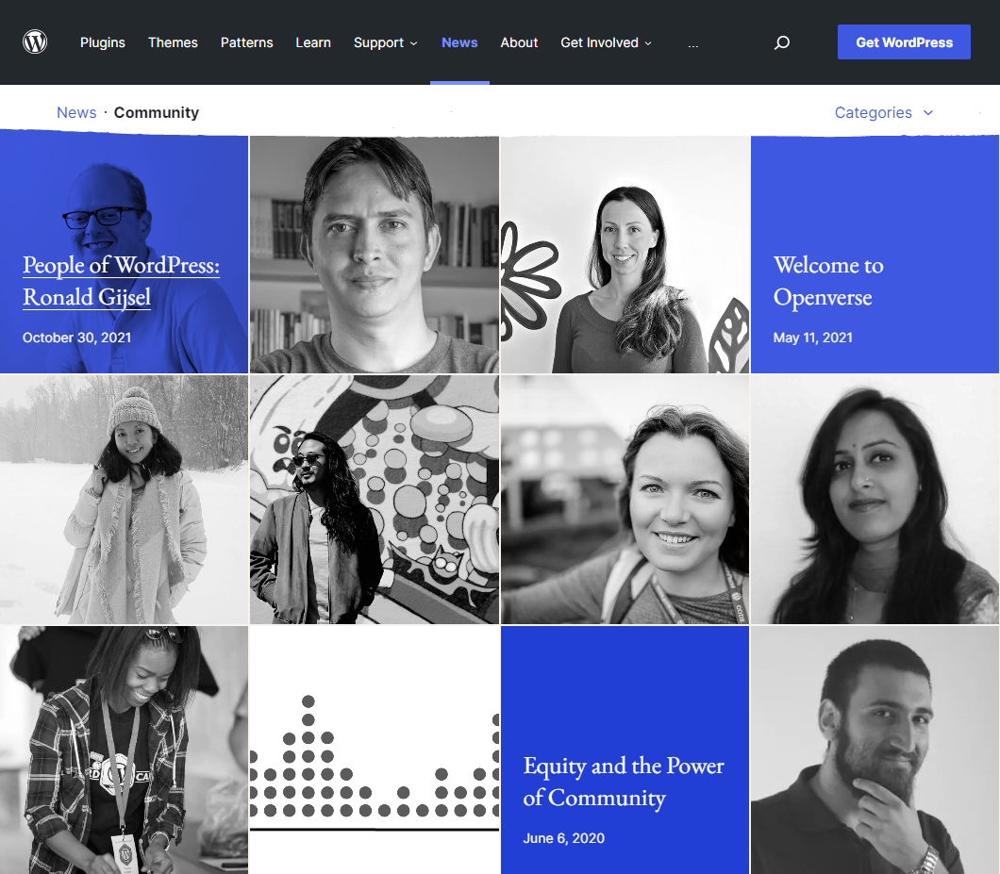 Plugins Themes Patterns Learn Support News About Get Involved ... Get WordPress
News · Community Categories
People of WordPress:
Ronald Gijsel
October 30, 2021
Welcome to
Openverse
May 11, 2021
CODE
Equity and the Power
of Community
June 6, 2020